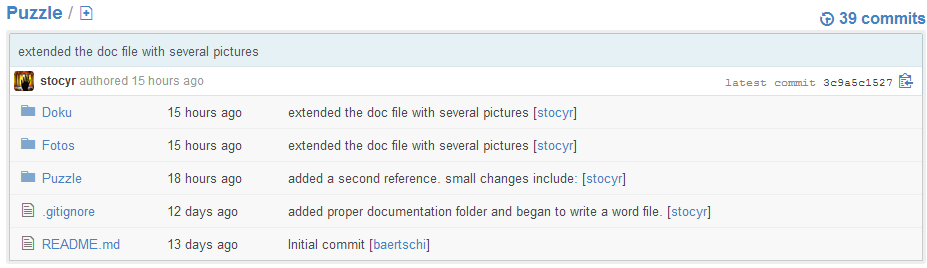 Puzzle / 39 commits
extended the doc file with several pictures
stocyr authored 15 hours ago latest commit 3c9a5c1527
Doku 15 hours ago extended the doc file with several pictures [stocyr]
Fotos 15 hours ago extended the doc file with several pictures [stocyr]
Puzzle 18 hours ago added a second reference. small changes include: [stocyr]
.gitignore 12 days ago added proper documentation folder and began to write a word file. [stocyr]
README.md 13 days ago Initial commit [baertschi]